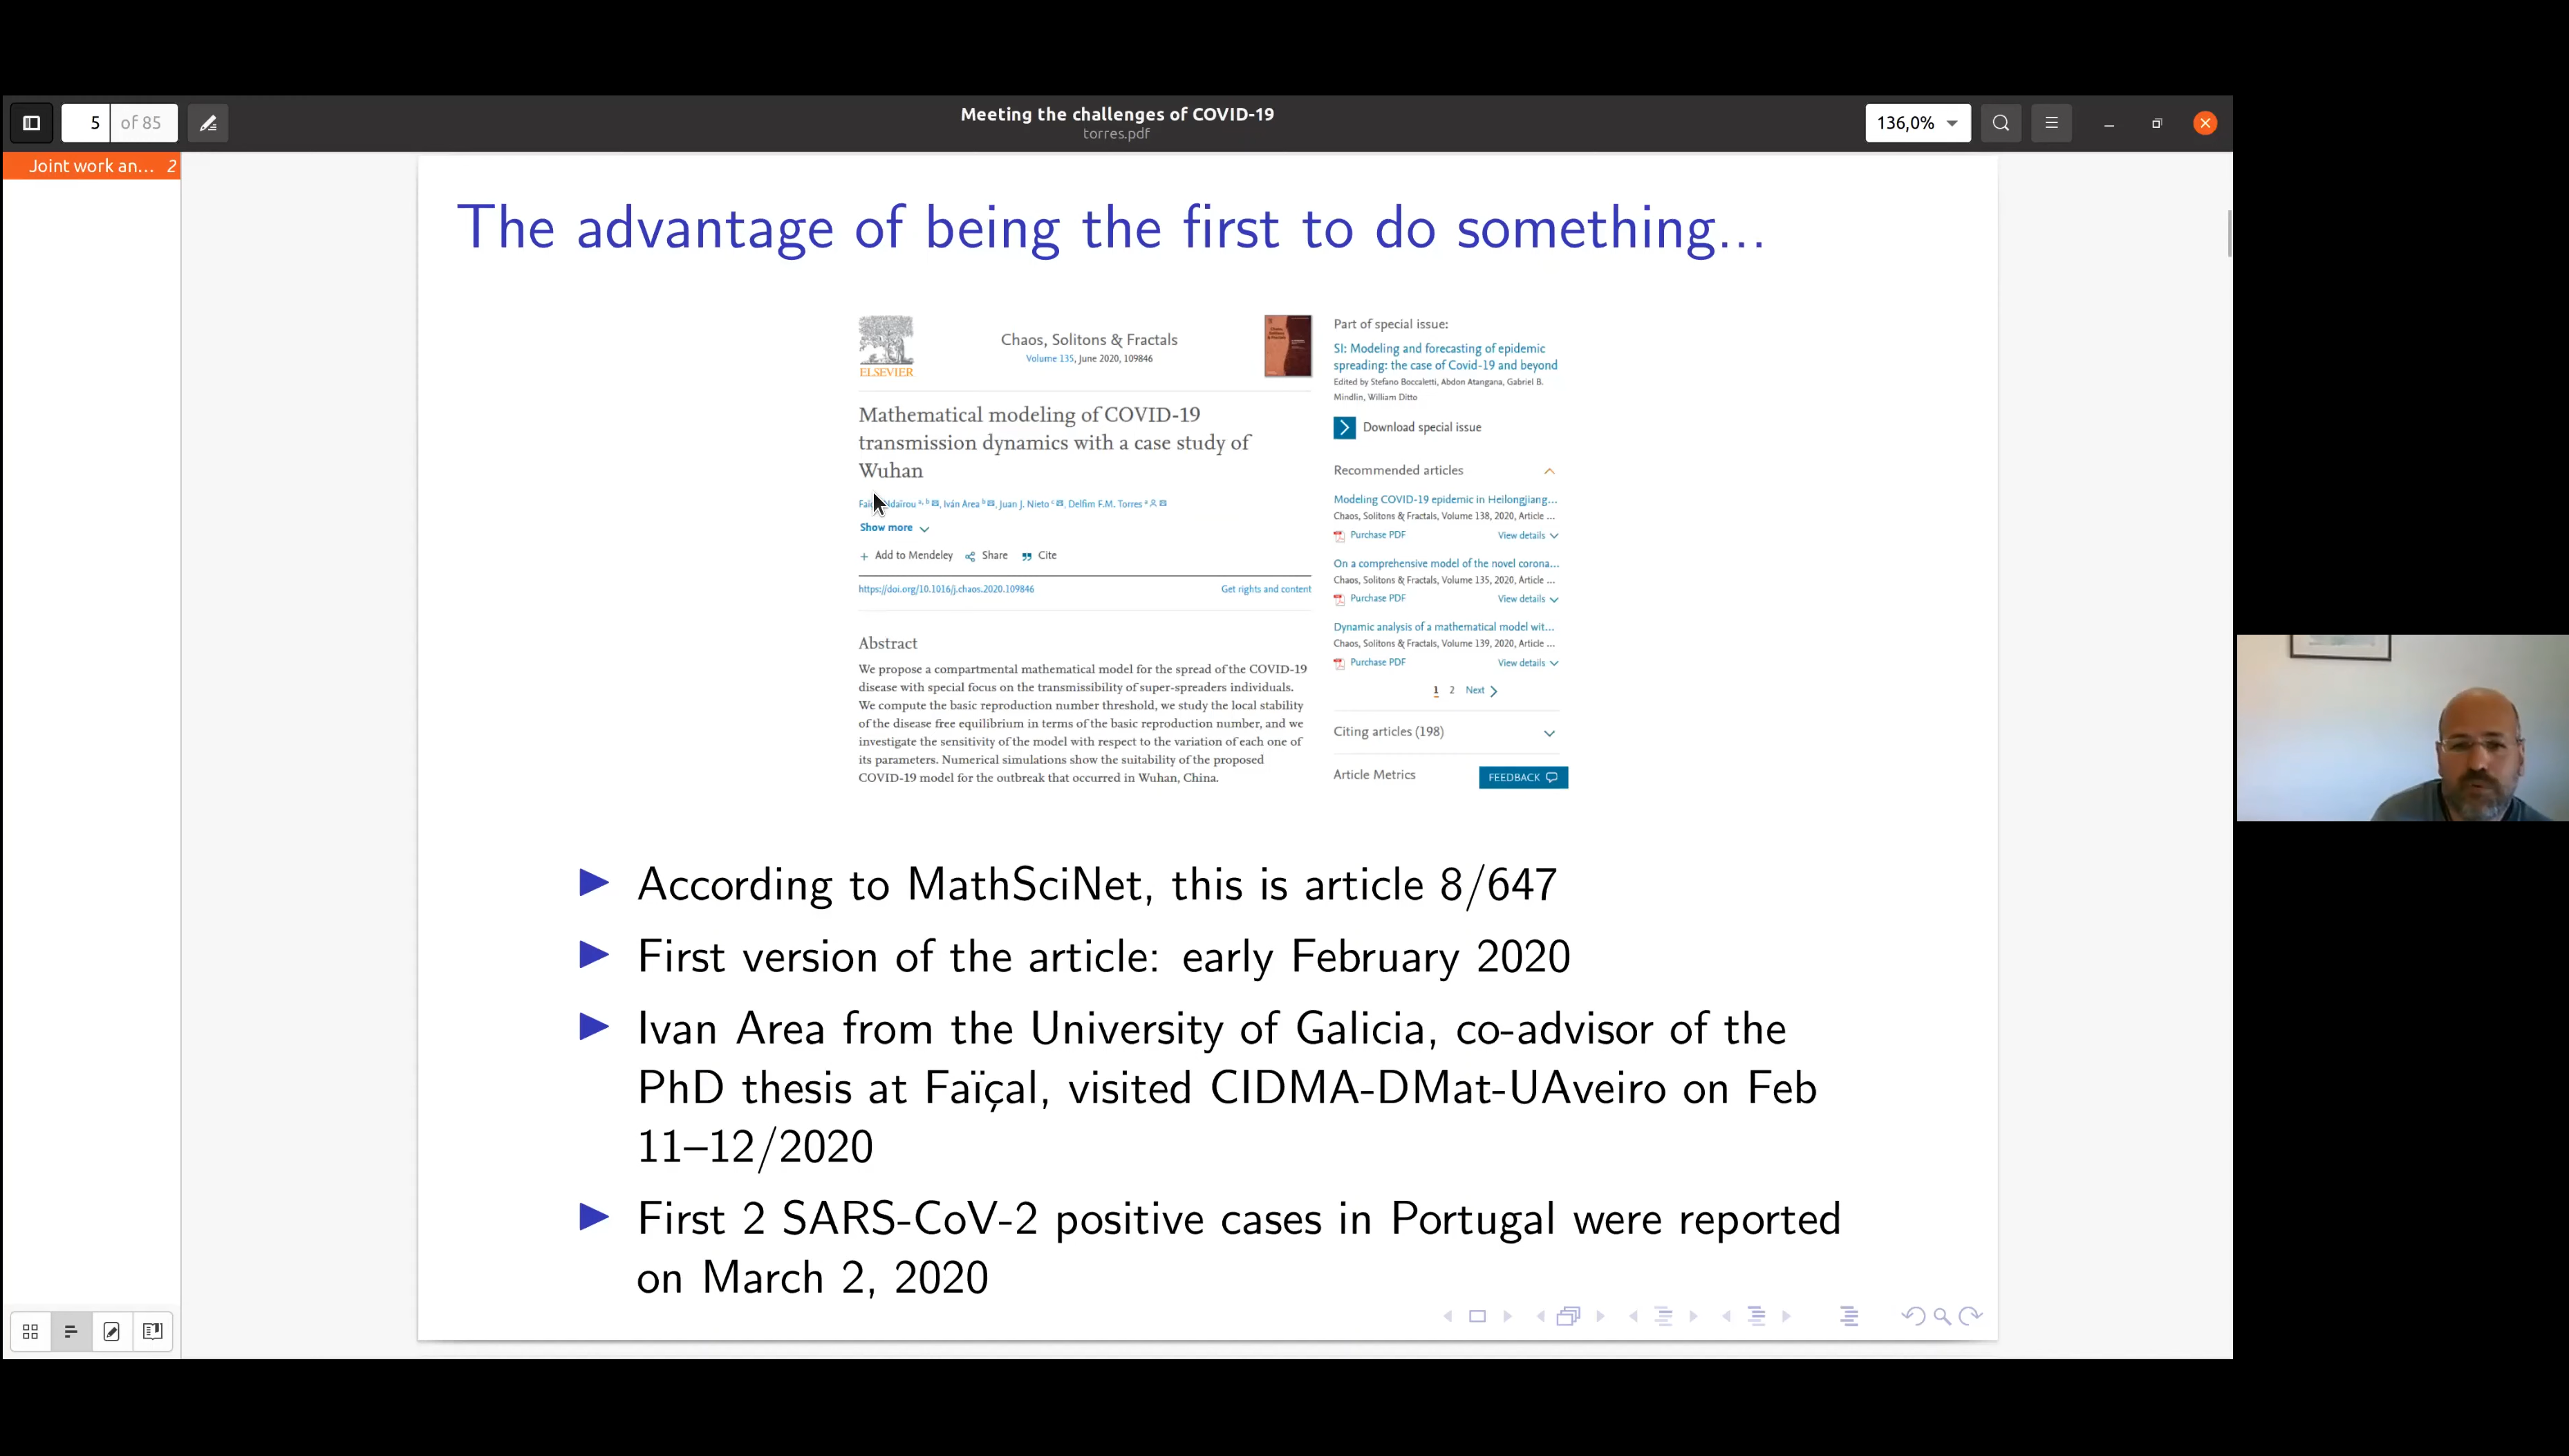 5 of 85
Meeting the challenges of COVID-19
torres.pdf
136,0%
Joint work an... 2
The advantage of being the first to do something...
ELSEVIER
Chaos, Solitons & Fractals
Volume 135, June 2020, 109846
Mathematical modeling of COVID-19
transmission dynamics with a case study of
Wuhan
Ndaïrou a, b, Iván Area b, Juan J. Nieto c, Delfim F.M. Torres a
Show more
+ Add to Mendeley Share Cite
https://doi.org/10.1016/j.chaos.2020.109846 Get rights and content
Abstract
We propose a compartmental mathematical model for the spread of the COVID-19
disease with special focus on the transmissibility of super-spreaders individuals.
We compute the basic reproduction number threshold, we study the local stability
of the disease free equilibrium in terms of the basic reproduction number, and we
investigate the sensitivity of the model with respect to the variation of each one of
its parameters. Numerical simulations show the suitability of the proposed
COVID-19 model for the outbreak that occurred in Wuhan, China.
Part of special issue:
SI: Modeling and forecasting of epidemic
spreading: the case of Covid-19 and beyond
Edited by Stefano Boccaletti, Abdon Atangana, Gabriel B.
Mindlin, William Ditto
Download special issue
Recommended articles
Modeling COVID-19 epidemic in Heilongjiang...
Chaos, Solitons & Fractals, Volume 138, 2020, Article ...
Purchase PDF View details
On a comprehensive model of the novel corona...
Chaos, Solitons & Fractals, Volume 135, 2020, Article ...
Purchase PDF View details
Dynamic analysis of a mathematical model wit...
Chaos, Solitons & Fractals, Volume 139, 2020, Article ...
Purchase PDF View details
1 2 Next
Citing articles (198)
Article Metrics
FEEDBACK
According to MathSciNet, this is article 8/647
First version of the article: early February 2020
Ivan Area from the University of Galicia, co-advisor of the
PhD thesis at Faïçal, visited CIDMA-DMat-UAveiro on Feb
11–12/2020
First 2 SARS-CoV-2 positive cases in Portugal were reported
on March 2, 2020